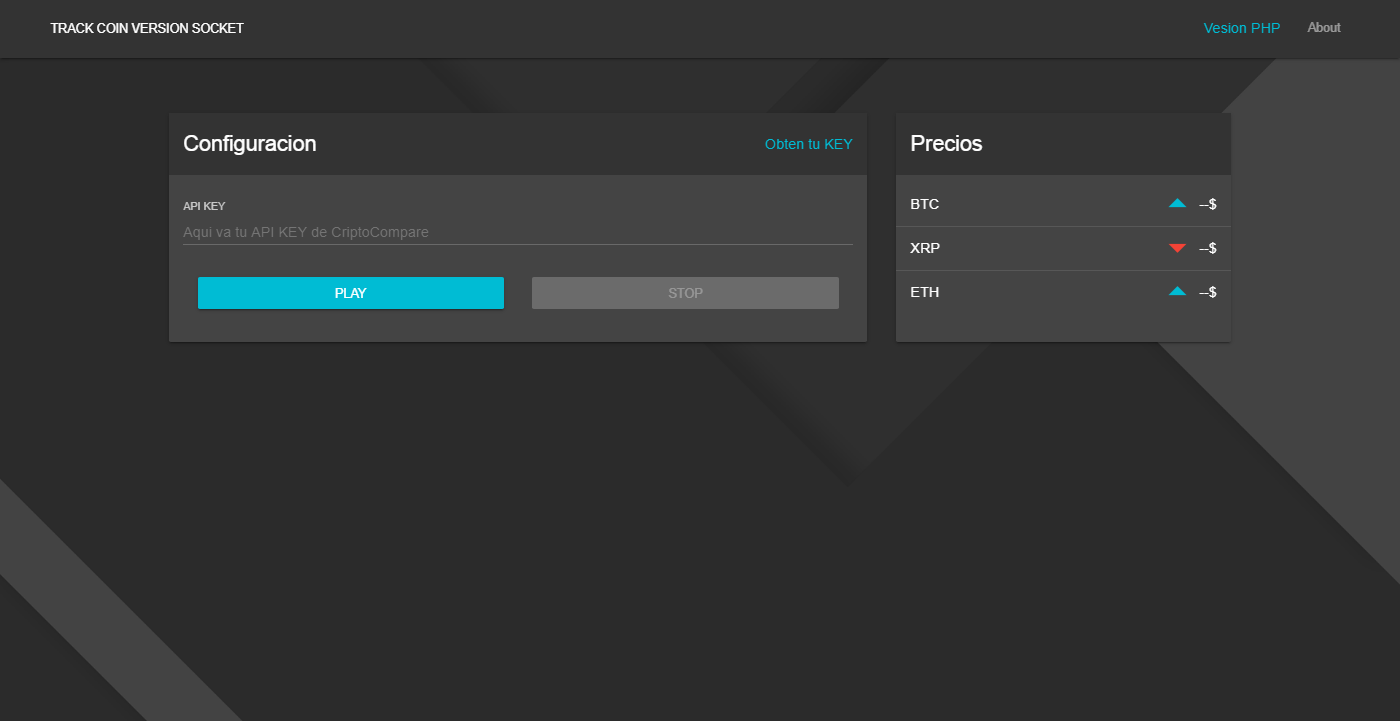 TRACK COIN VERSION SOCKET
Vesion PHP
About
Configuracion
Obten tu KEY
API KEY
Aqui va tu API KEY de CriptoCompare
PLAY
STOP
Precios
BTC --$
XRP --$
ETH --$